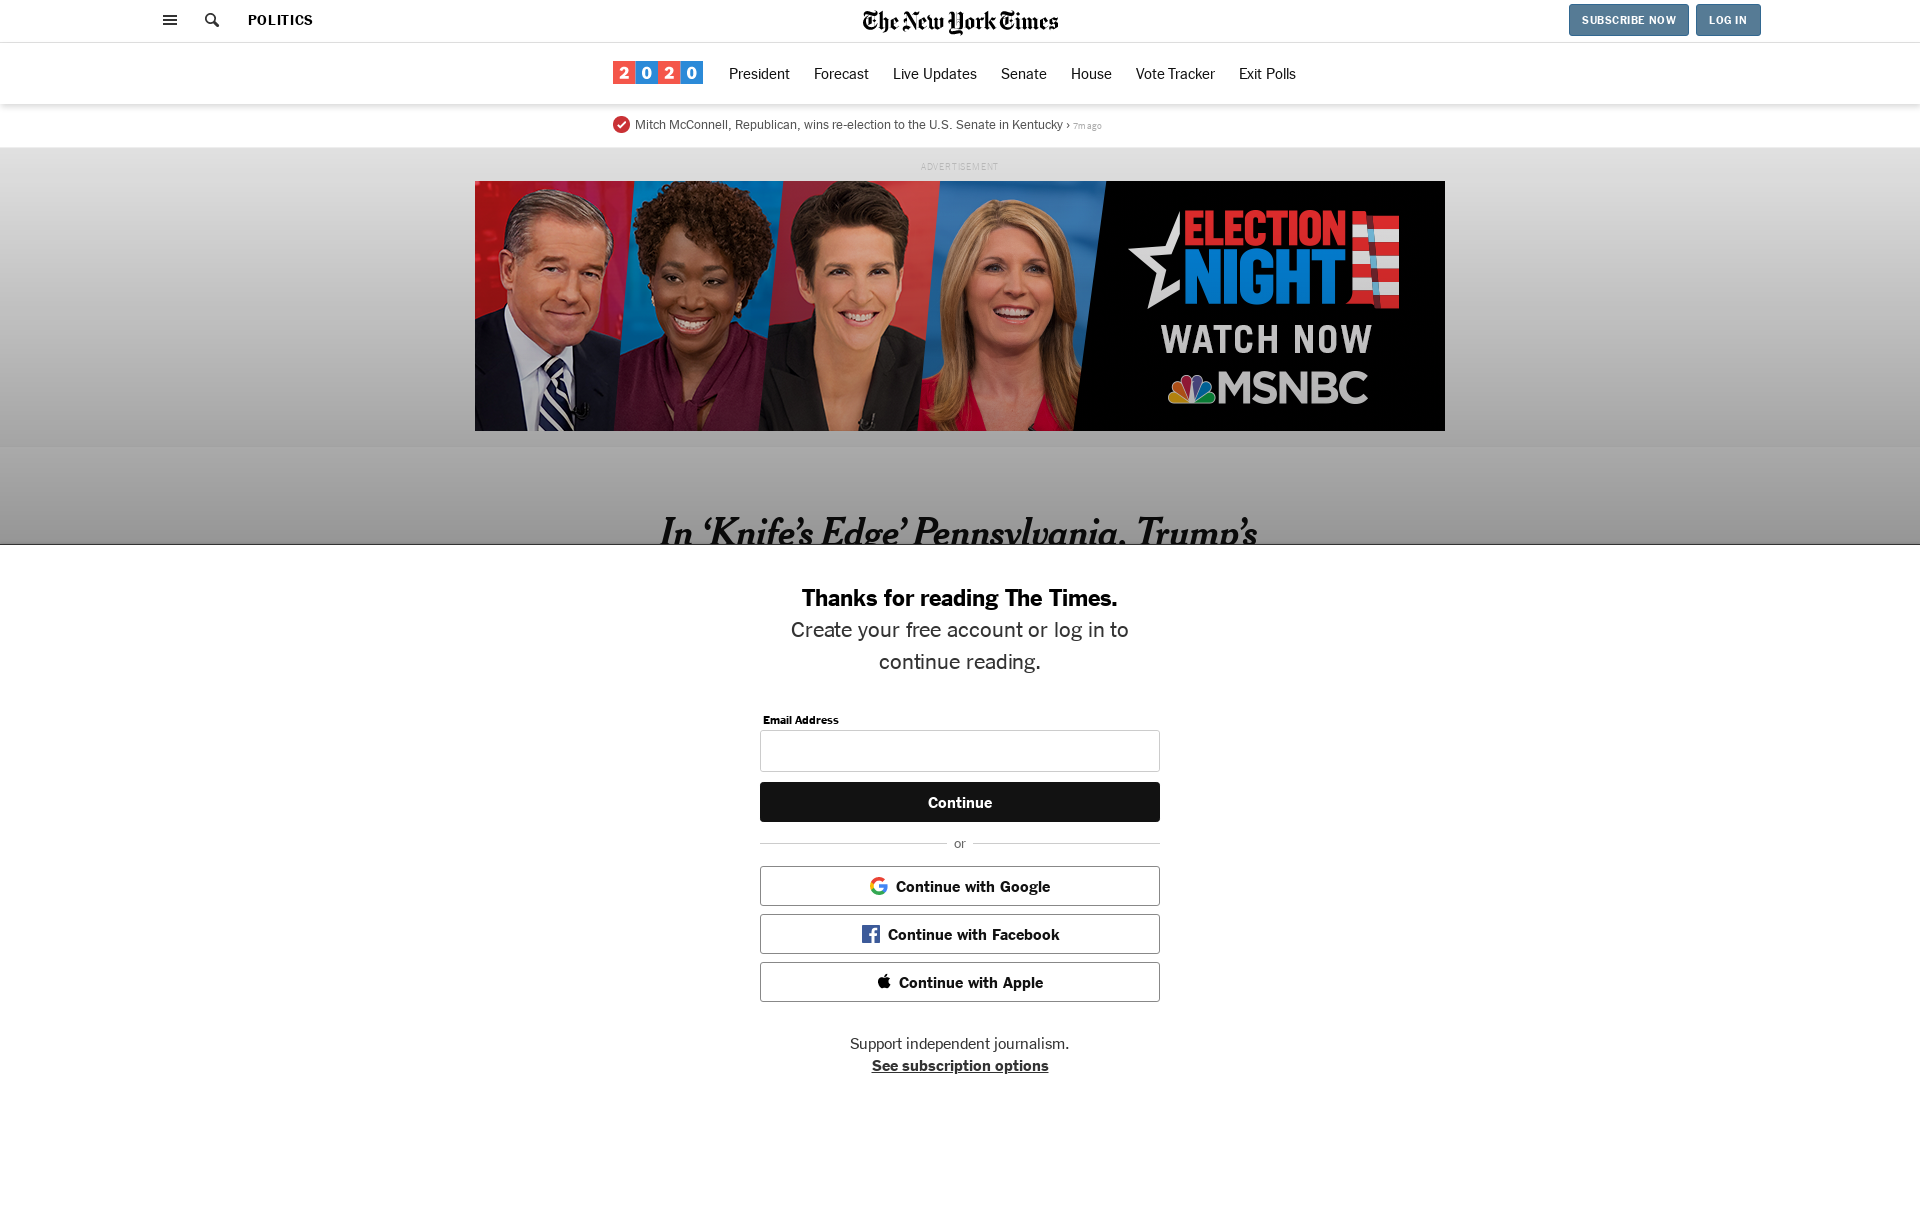 POLITICS
The New York Times
SUBSCRIBE NOW
LOG IN
2020
President
Forecast
Live Updates
Senate
House
Vote Tracker
Exit Polls
Mitch McConnell, Republican, wins re-election to the U.S. Senate in Kentucky › 7m ago
ADVERTISEMENT
ELECTION
NIGHT
WATCH NOW
MSNBC
In ‘Knife’s Edge’ Pennsylvania, Trump’s
Thanks for reading The Times.
Create your free account or log in to
continue reading.
Email Address
Continue
or
Continue with Google
Continue with Facebook
Continue with Apple
Support independent journalism.
See subscription options